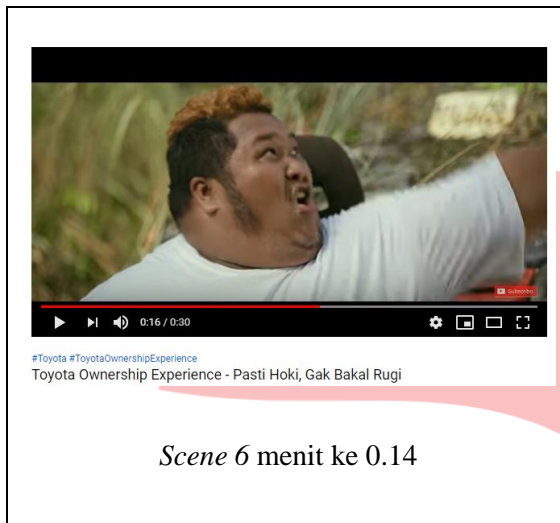 Subscribe
0:16 / 0:30
#Toyota #ToyotaOwnershipExperience
Toyota Ownership Experience - Pasti Hoki, Gak Bakal Rugi
Scene 6 menit ke 0.14